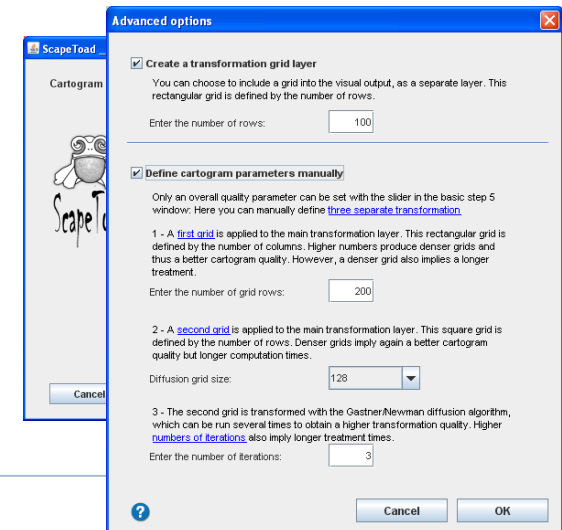 Advanced options
ScapeToad _
Cartogram
ScapeTo
Cancel
Create a transformation grid layer
You can choose to include a grid into the visual output, as a separate layer. This
rectangular grid is defined by the number of rows.
Enter the number of rows: 100
Define cartogram parameters manually
Only an overall quality parameter can be set with the slider in the basic step 5
window: Here you can manually define three separate transformation
1 - A first grid is applied to the main transformation layer. This rectangular grid is
defined by the number of columns. Higher numbers produce denser grids and
thus a better cartogram quality. However, a denser grid also implies a longer
treatment.
Enter the number of grid rows: 200
2 - A second grid is applied to the main transformation layer. This square grid is
defined by the number of rows. Denser grids imply again a better cartogram
quality but longer computation times.
Diffusion grid size: 128
3 - The second grid is transformed with the Gastner/Newman diffusion algorithm,
which can be run several times to obtain a higher transformation quality. Higher
numbers of iterations also imply longer treatment times.
Enter the number of iterations: 3
?
Cancel
OK